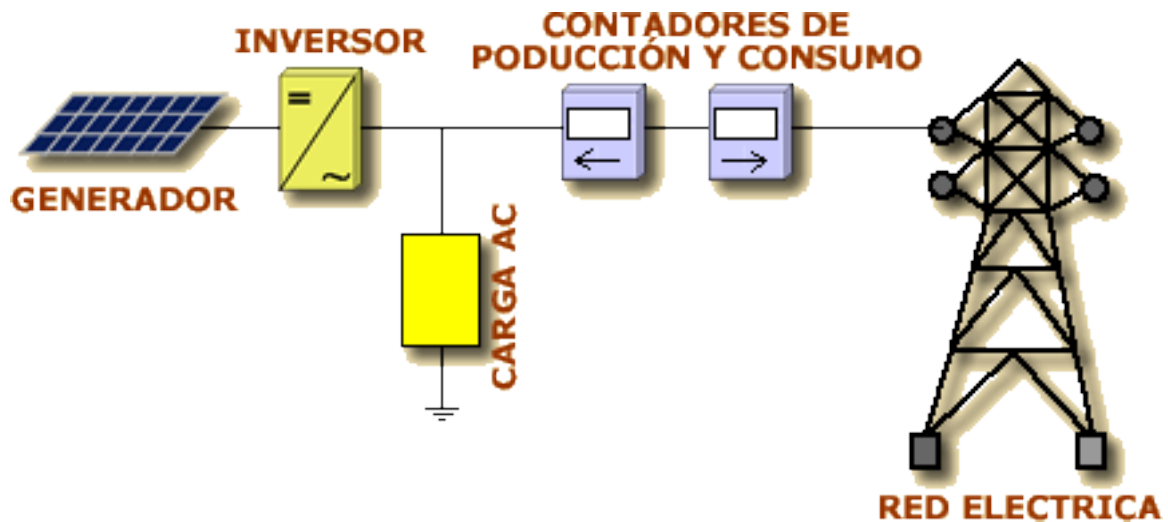 INVERSOR
CONTADORES DE
PODUCCIÓN Y CONSUMO
GENERADOR
CARGA AC
RED ELECTRICA